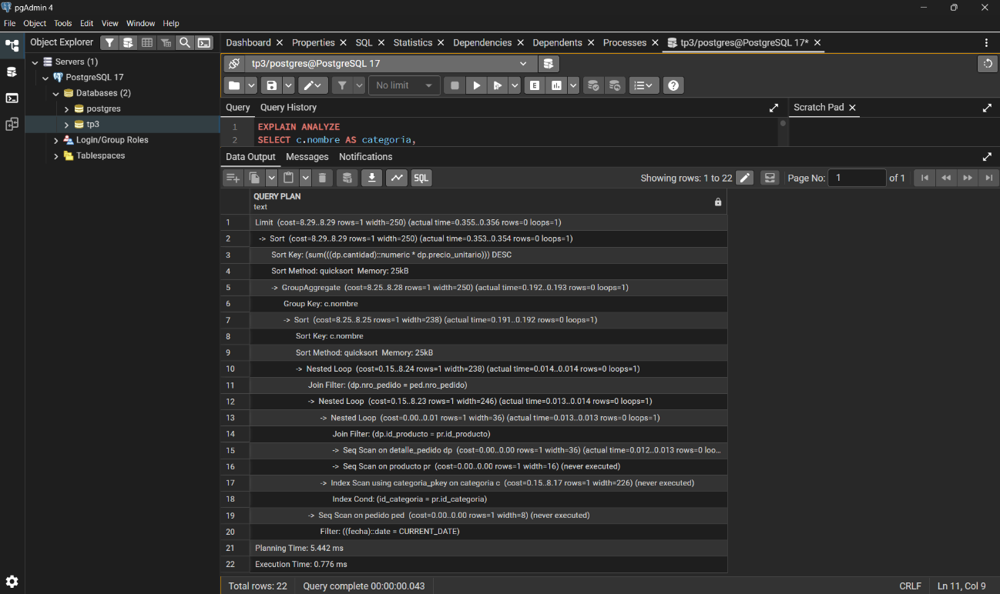 pgAdmin 4
File Object Tools Edit View Window Help
Object Explorer
Dashboard Properties SQL Statistics Dependencies Dependents Processes tp3/postgres@PostgreSQL 17*
Servers (1)
PostgreSQL 17
Databases (2)
postgres
tp3
Login/Group Roles
Tablespaces
tp3/postgres@PostgreSQL 17
No limit
E
Query Query History
Scratch Pad
1 EXPLAIN ANALYZE
2 SELECT c.nombre AS categoria,
Data Output Messages Notifications
SQL
Showing rows: 1 to 22
Page No: 1 of 1
QUERY PLAN
text
1 Limit (cost=8.29..8.29 rows=1 width=250) (actual time=0.355..0.356 rows=0 loops=1)
2 -> Sort (cost=8.29..8.29 rows=1 width=250) (actual time=0.353..0.354 rows=0 loops=1)
3 Sort Key: (sum(((dp.cantidad)::numeric * dp.precio_unitario))) DESC
4 Sort Method: quicksort Memory: 25kB
5 -> GroupAggregate (cost=8.25..8.28 rows=1 width=250) (actual time=0.192..0.193 rows=0 loops=1)
6 Group Key: c.nombre
7 -> Sort (cost=8.25..8.25 rows=1 width=238) (actual time=0.191..0.192 rows=0 loops=1)
8 Sort Key: c.nombre
9 Sort Method: quicksort Memory: 25kB
10 -> Nested Loop (cost=0.15..8.24 rows=1 width=238) (actual time=0.014..0.014 rows=0 loops=1)
11 Join Filter: (dp.nro_pedido = ped.nro_pedido)
12 -> Nested Loop (cost=0.15..8.23 rows=1 width=246) (actual time=0.013..0.014 rows=0 loops=1)
13 -> Nested Loop (cost=0.00..0.01 rows=1 width=36) (actual time=0.013..0.013 rows=0 loops=1)
14 Join Filter: (dp.id_producto = pr.id_producto)
15 -> Seq Scan on detalle_pedido dp (cost=0.00..0.00 rows=1 width=36) (actual time=0.012..0.013 rows=0 loo...
16 -> Seq Scan on producto pr (cost=0.00..0.00 rows=1 width=16) (never executed)
17 -> Index Scan using categoria_pkey on categoria c (cost=0.15..8.17 rows=1 width=226) (never executed)
18 Index Cond: (id_categoria = pr.id_categoria)
19 -> Seq Scan on pedido ped (cost=0.00..0.00 rows=1 width=8) (never executed)
20 Filter: ((fecha)::date = CURRENT_DATE)
21 Planning Time: 5.442 ms
22 Execution Time: 0.776 ms
Total rows: 22 Query complete 00:00:00.043 CRLF Ln 11, Col 9